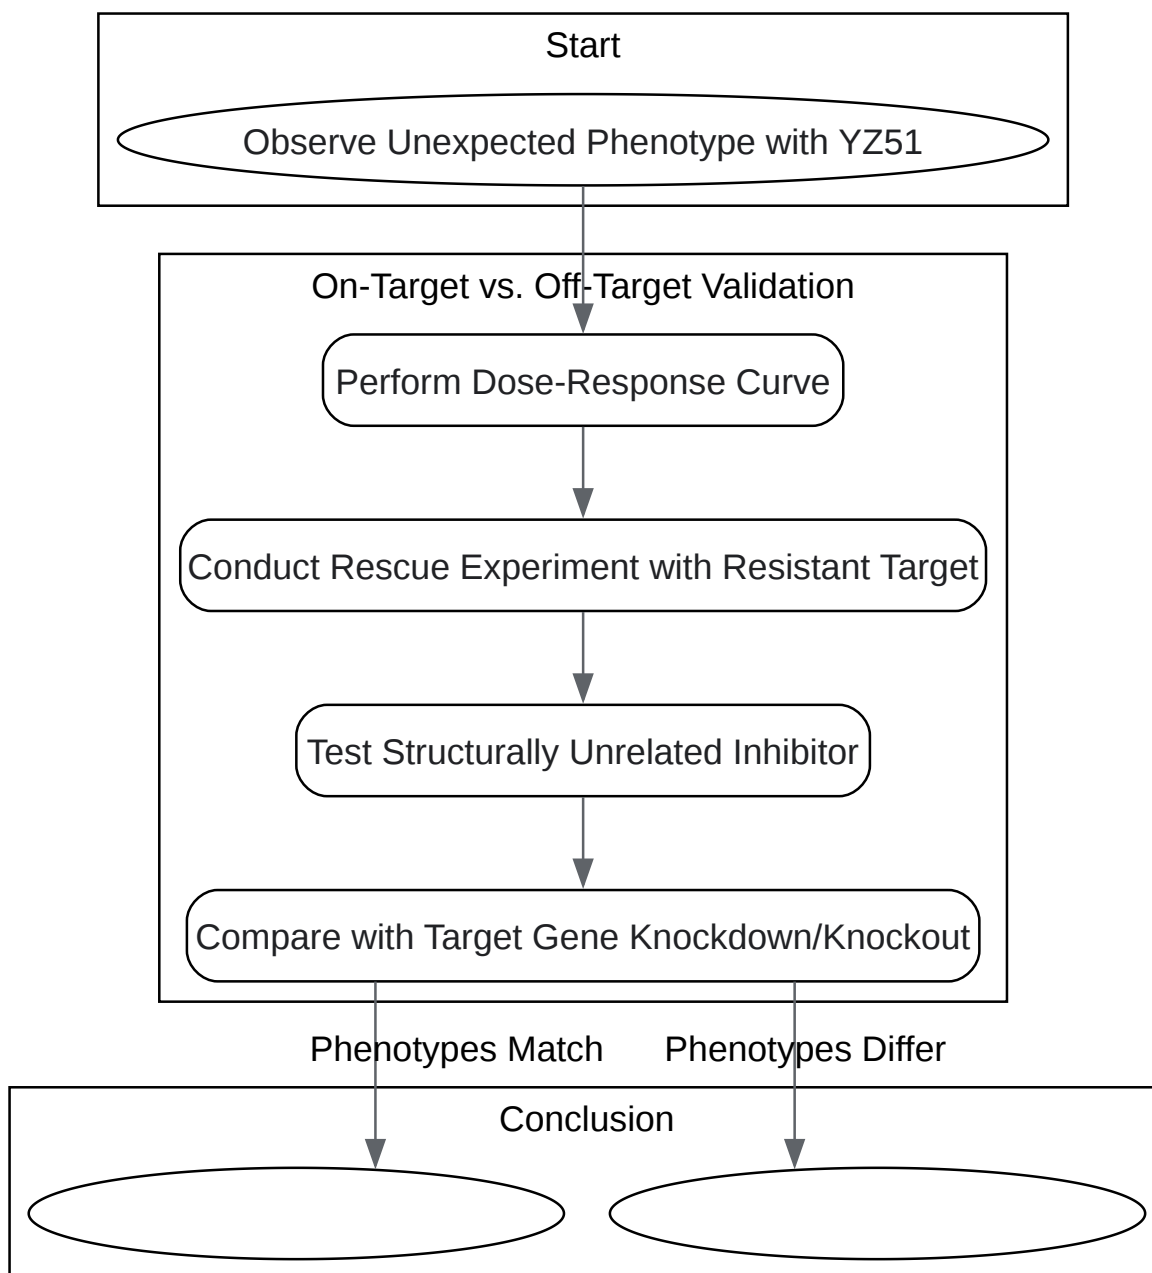 Start
Observe Unexpected Phenotype with YZ51
On-Target vs. Off-Target Validation
Perform Dose-Response Curve
Conduct Rescue Experiment with Resistant Target
Test Structurally Unrelated Inhibitor
Compare with Target Gene Knockdown/Knockout
Phenotypes Match
Phenotypes Differ
Conclusion